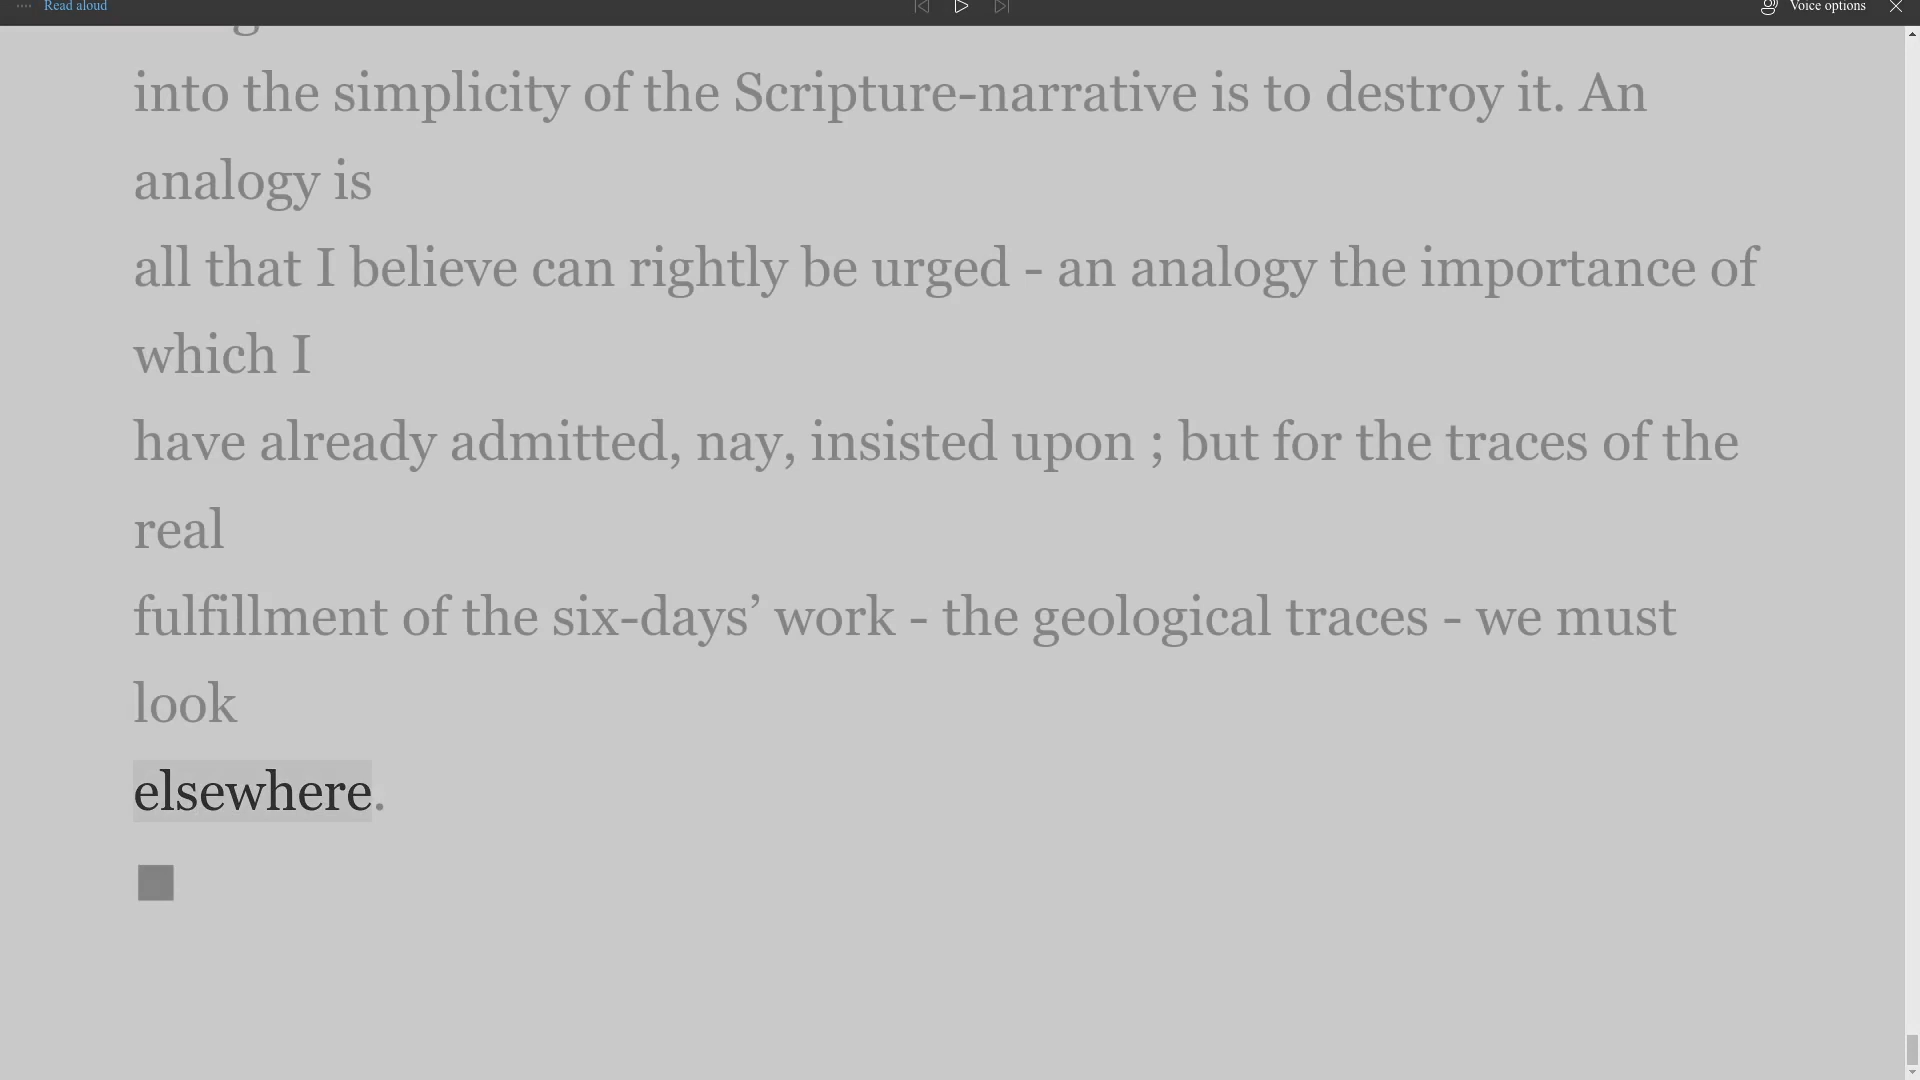 Read aloud
Voice options
into the simplicity of the Scripture-narrative is to destroy it. An
analogy is
all that I believe can rightly be urged - an analogy the importance of
which I
have already admitted, nay, insisted upon ; but for the traces of the
real
fulfillment of the six-days’ work - the geological traces - we must
look
elsewhere.